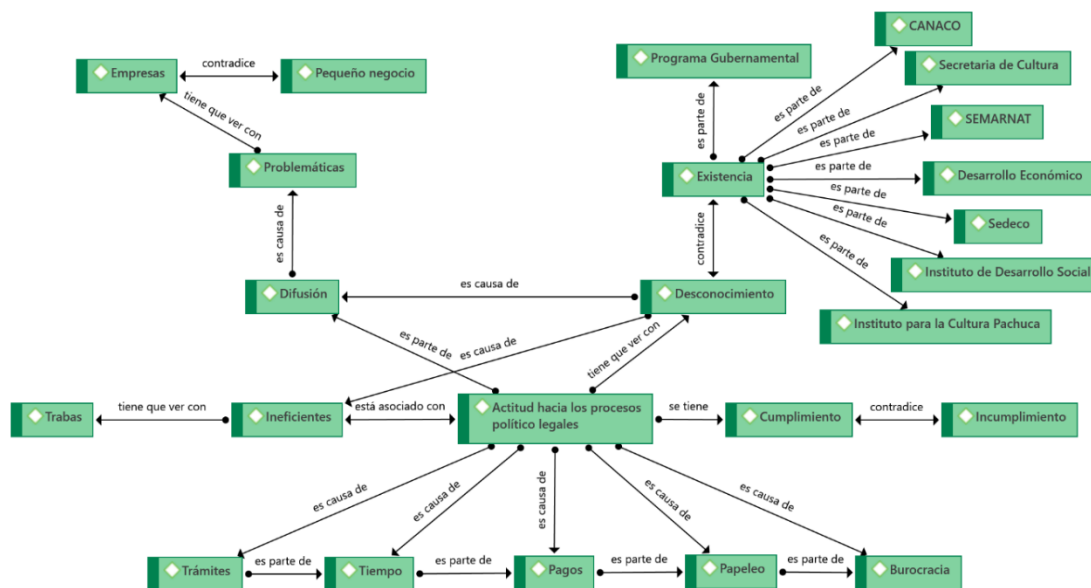 CANACO
Programa Gubernamental
Secretaria de Cultura
Empresas
contradice
Pequeño negocio
es parte de
es parte de
tiene que ver con
es parte de
SEMARNAT
es parte de
Problemáticas
Existencia
es parte de
Desarrollo Económico
es parte de
Sedeco
es causa de
contradice
es parte de
es parte de
Instituto de Desarrollo Social
Difusión
es causa de
Desconocimiento
Instituto para la Cultura Pachuca
es parte de
es causa de
tiene que ver con
Trabas
tiene que ver con
Ineficientes
está asociado con
Actitud hacia los procesos
político legales
se tiene
Cumplimiento
contradice
Incumplimiento
es causa de
es causa de
es causa de
es causa de
es causa de
Trámites
es parte de
Tiempo
es parte de
Pagos
es parte de
Papeleo
es parte de
Burocracia